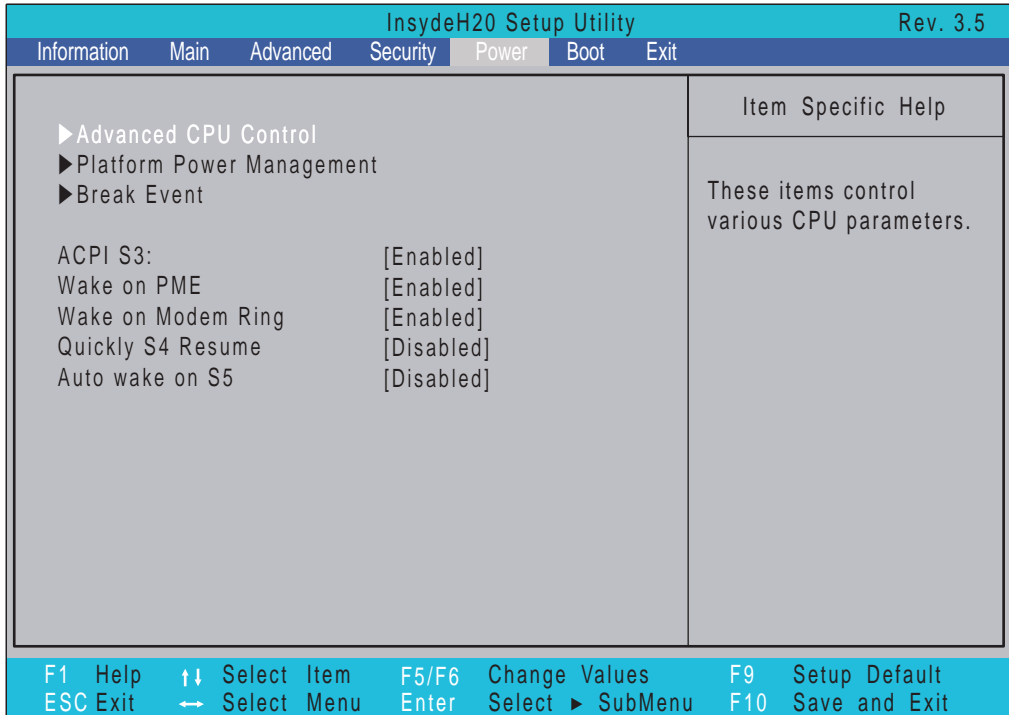 InsydeH20 Setup Utility Rev. 3.5
Information Main Advanced Security Power Boot Exit
▶Advanced CPU Control
▶Platform Power Management
▶Break Event
ACPI S3: [Enabled]
Wake on PME [Enabled]
Wake on Modem Ring [Enabled]
Quickly S4 Resume [Disabled]
Auto wake on S5 [Disabled]
Item Specific Help
These items control
various CPU parameters.
F1 Help ↑↓ Select Item F5/F6 Change Values F9 Setup Default
ESC Exit ↔ Select Menu Enter Select ► SubMenu F10 Save and Exit